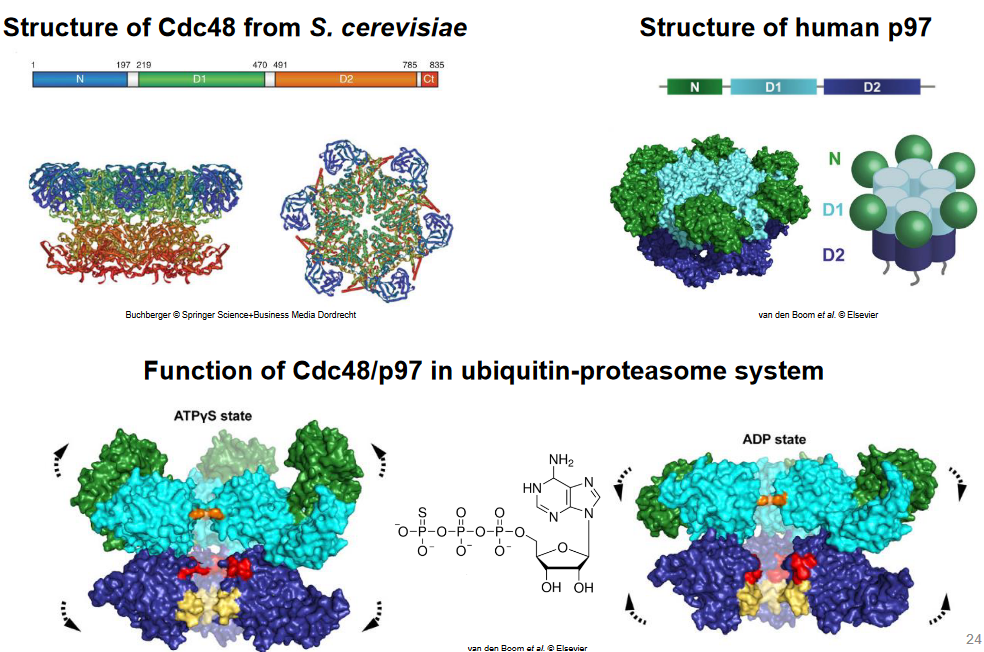 Structure of Cdc48 from S. cerevisiae
1 197 219 470 491 785 835
N D1 D2 Ct
Buchberger © Springer Science+Business Media Dordrecht
Structure of human p97
N D1 D2
N
D1
D2
van den Boom et al. © Elsevier
Function of Cdc48/p97 in ubiquitin-proteasome system
ATPγS state
NH2
HN
N
N
N
S O O
-O P O P O P O
O- O- O-
O
OH OH
ADP state
van den Boom et al. © Elsevier
24